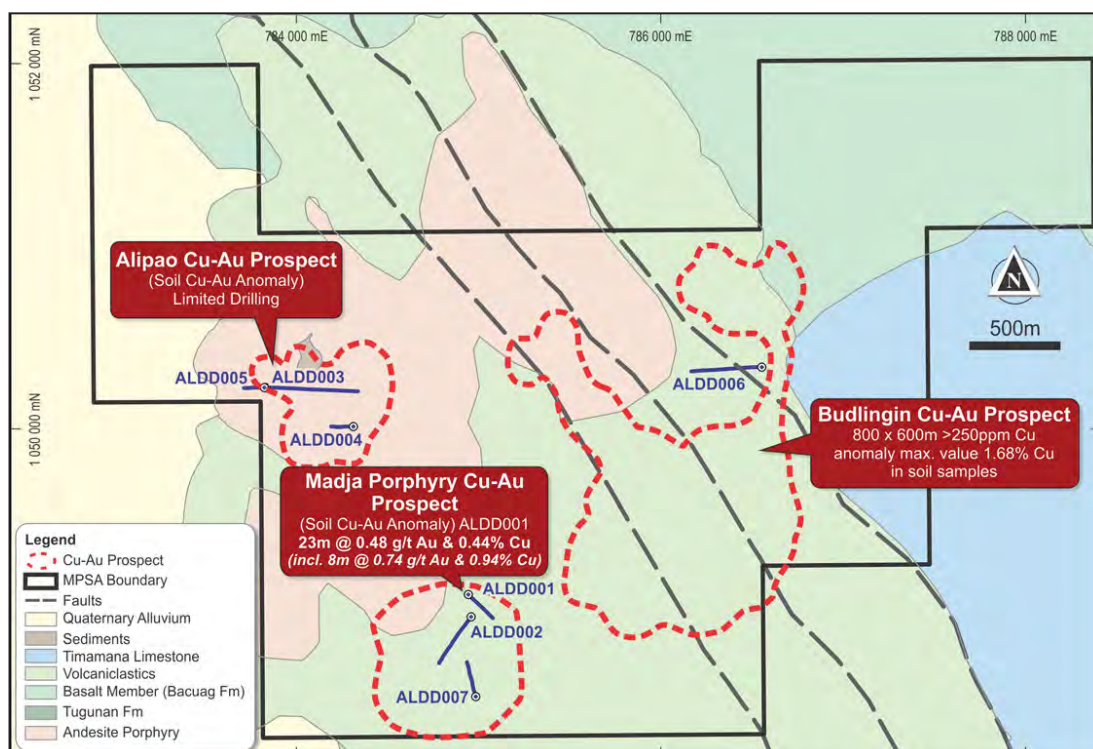 784 000 mE
786 000 mE
788 000 mE
1 052 000 mN
1 050 000 mN
Alipao Cu-Au Prospect
(Soil Cu-Au Anomaly)
Limited Drilling
N
500m
ALDD005
ALDD003
ALDD004
ALDD006
Budlingin Cu-Au Prospect
800 x 600m >250ppm Cu
anomaly max. value 1.68% Cu
in soil samples
Madja Porphyry Cu-Au
Prospect
(Soil Cu-Au Anomaly) ALDD001
23m @ 0.48 g/t Au & 0.44% Cu
(incl. 8m @ 0.74 g/t Au & 0.94% Cu)
ALDD001
ALDD002
ALDD007
Legend
Cu-Au Prospect
MPSA Boundary
Faults
Quaternary Alluvium
Sediments
Timamana Limestone
Volcaniclastics
Basalt Member (Bacuag Fm)
Tugunan Fm
Andesite Porphyry